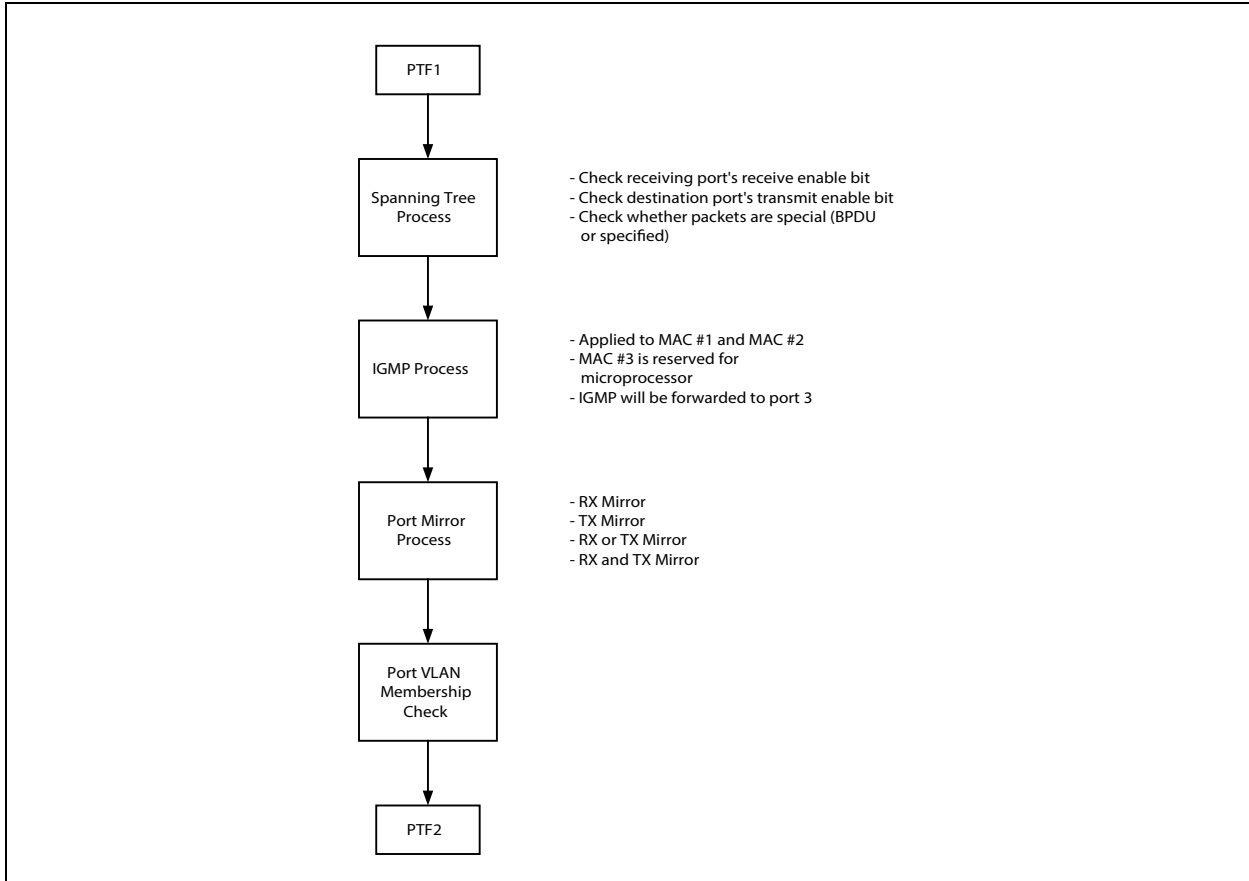 PTF1
Spanning Tree
Process
- Check receiving port's receive enable bit
- Check destination port's transmit enable bit
- Check whether packets are special (BPDU
or specified)
IGMP Process
- Applied to MAC #1 and MAC #2
- MAC #3 is reserved for
microprocessor
- IGMP will be forwarded to port 3
Port Mirror
Process
- RX Mirror
- TX Mirror
- RX or TX Mirror
- RX and TX Mirror
Port VLAN
Membership
Check
PTF2